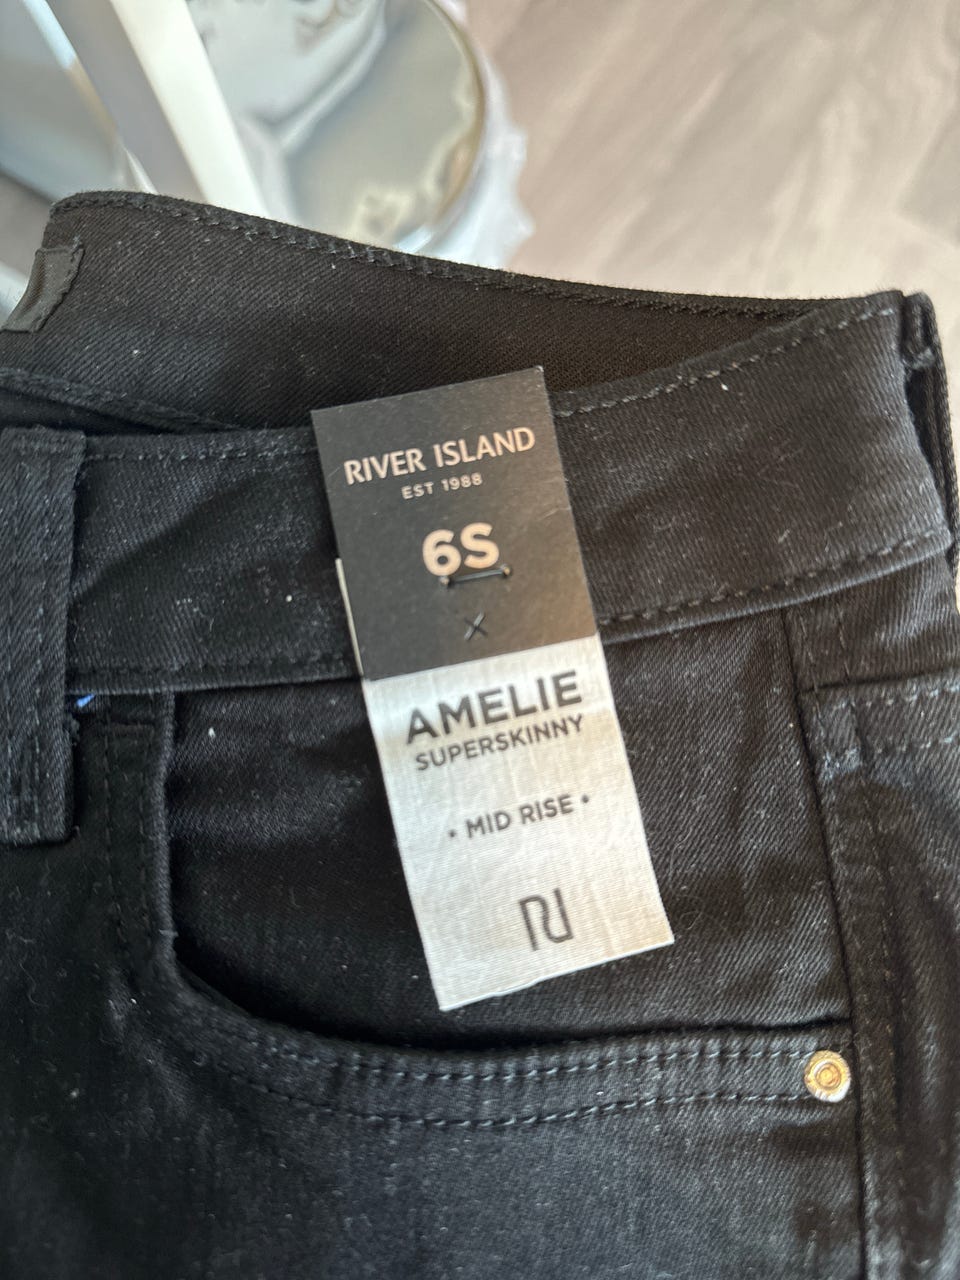 RIVER ISLAND
EST 1988
6S
AMELIE
SUPERSKINNY
• MID RISE •
RI